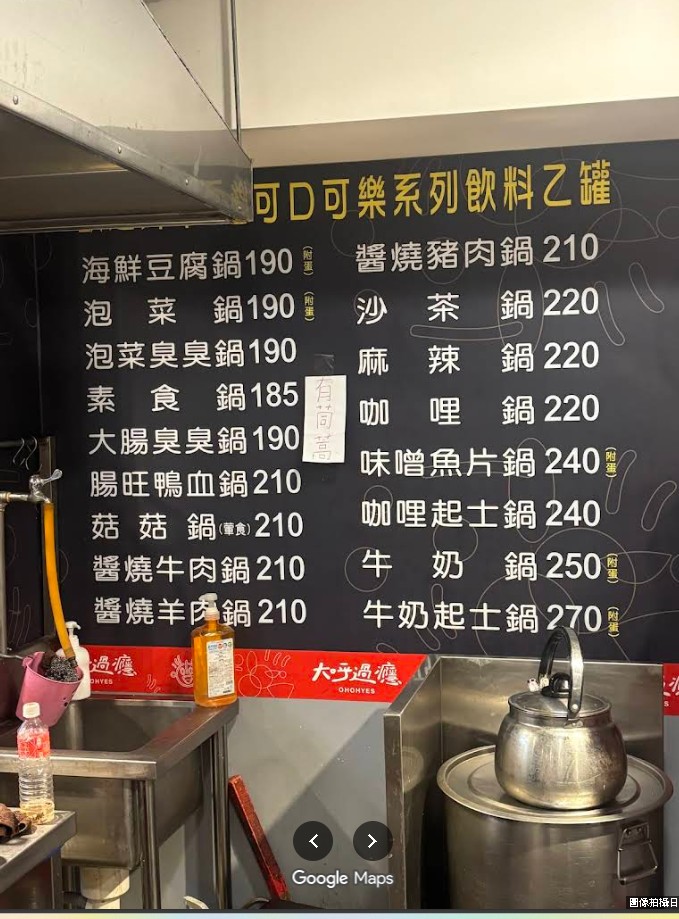 可D可樂系列飲料乙罐
海鮮豆腐鍋190(附蛋)
泡菜鍋190(附蛋)
泡菜臭臭鍋190
素食鍋185
大腸臭臭鍋190
腸旺鴨血鍋210
菇菇鍋(葷食)210
醬燒牛肉鍋210
醬燒羊肉鍋210
有茼蒿
醬燒豬肉鍋210
沙茶鍋220
麻辣鍋220
咖哩鍋220
味噌魚片鍋240(附蛋)
咖哩起士鍋240
牛奶鍋250(附蛋)
牛奶起士鍋270(附蛋)
過癮
OHYES
大呼過癮
OHOHYES
Google Maps
圖像拍攝日